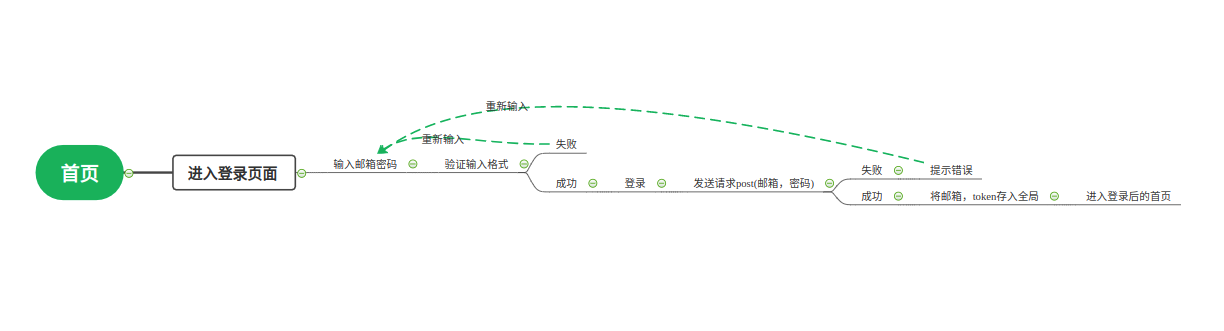 重新输入
重新输入
失败
首页
进入登录页面
输入邮箱密码
验证输入格式
成功
登录
发送请求post(邮箱，密码)
失败
提示错误
成功
将邮箱，token存入全局
进入登录后的首页